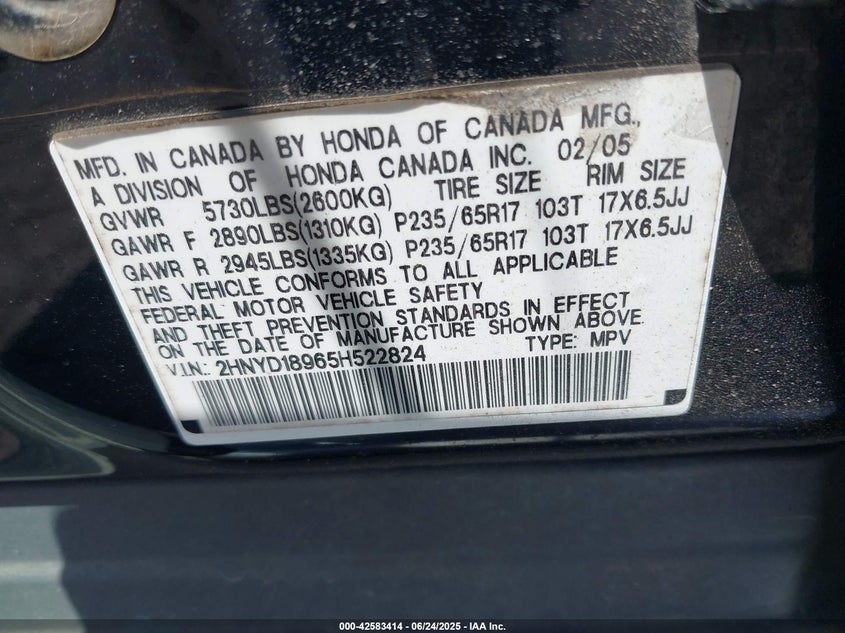 MFD. IN CANADA BY HONDA OF CANADA MFG.,
A DIVISION OF HONDA CANADA INC. 02/05
GVWR 5730LBS(2600KG) TIRE SIZE RIM SIZE
GAWR F 2890LBS(1310KG) P235/65R17 103T 17X6.5JJ
GAWR R 2945LBS(1335KG) P235/65R17 103T 17X6.5JJ
THIS VEHICLE CONFORMS TO ALL APPLICABLE
FEDERAL MOTOR VEHICLE SAFETY
AND THEFT PREVENTION STANDARDS IN EFFECT
ON THE DATE OF MANUFACTURE SHOWN ABOVE.
V.I.N.: 2HNYD18965H522824 TYPE: MPV
000-42583414 - 06/24/2025 - IAA Inc.